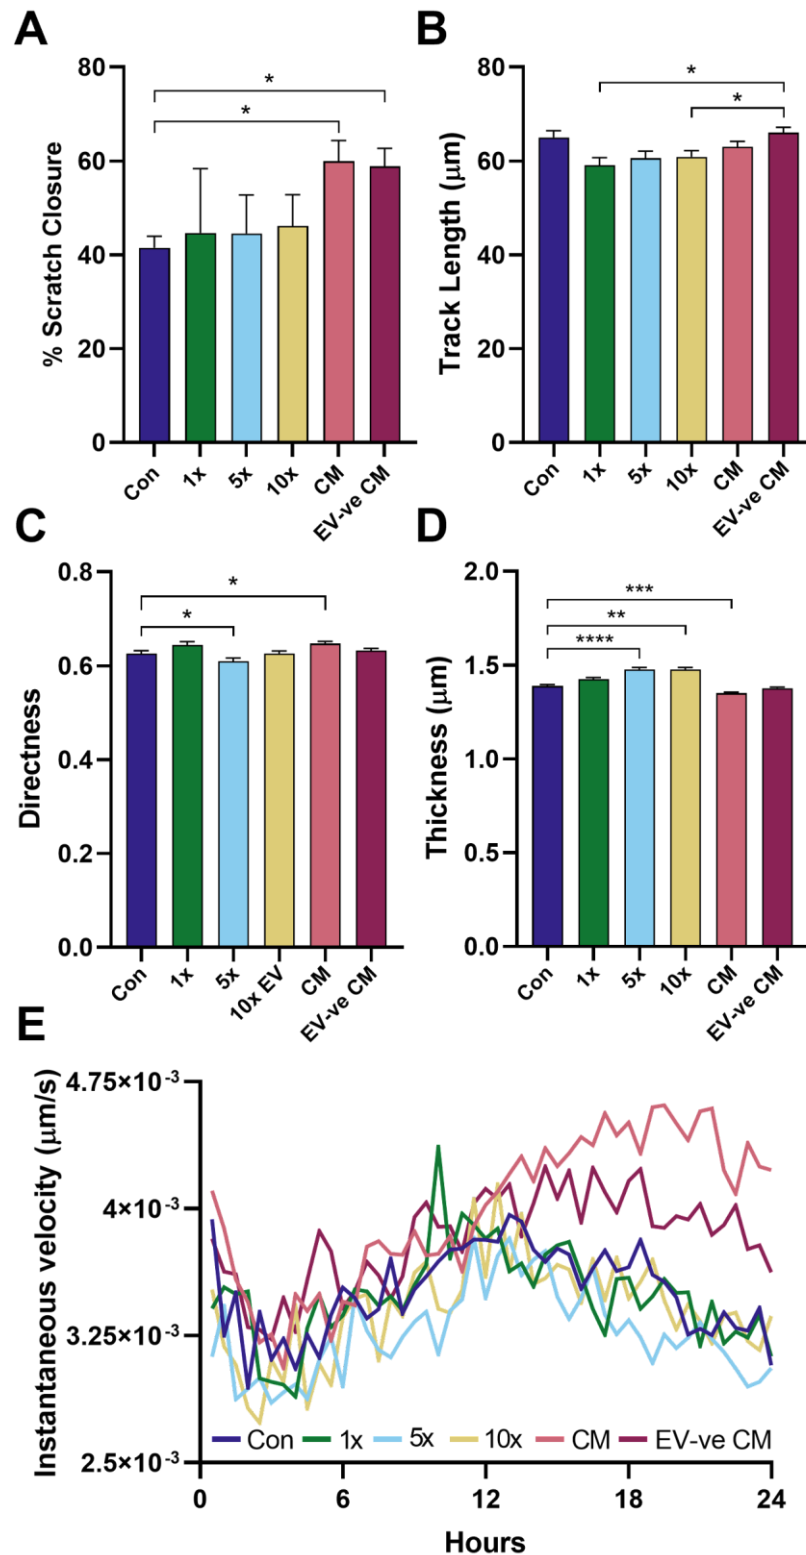 A
% Scratch Closure
80
60
40
20
0
*
*
Con
1x
5x
10x
CM
EV-ve CM
B
Track Length (μm)
80
60
40
20
0
*
*
Con
1x
5x
10x
CM
EV-ve CM
C
Directness
0.8
0.6
0.4
0.2
0.0
*
*
Con
1x
5x
10x EV
CM
EV-ve CM
D
Thickness (μm)
2.0
1.5
1.0
0.5
0.0
***
**
****
Con
1x
5x
10x
CM
EV-ve CM
E
Instantaneous velocity (μm/s)
4.75×10⁻³
4×10⁻³
3.25×10⁻³
2.5×10⁻³
Con 1x 5x 10x CM EV-ve CM
0 6 12 18 24
Hours